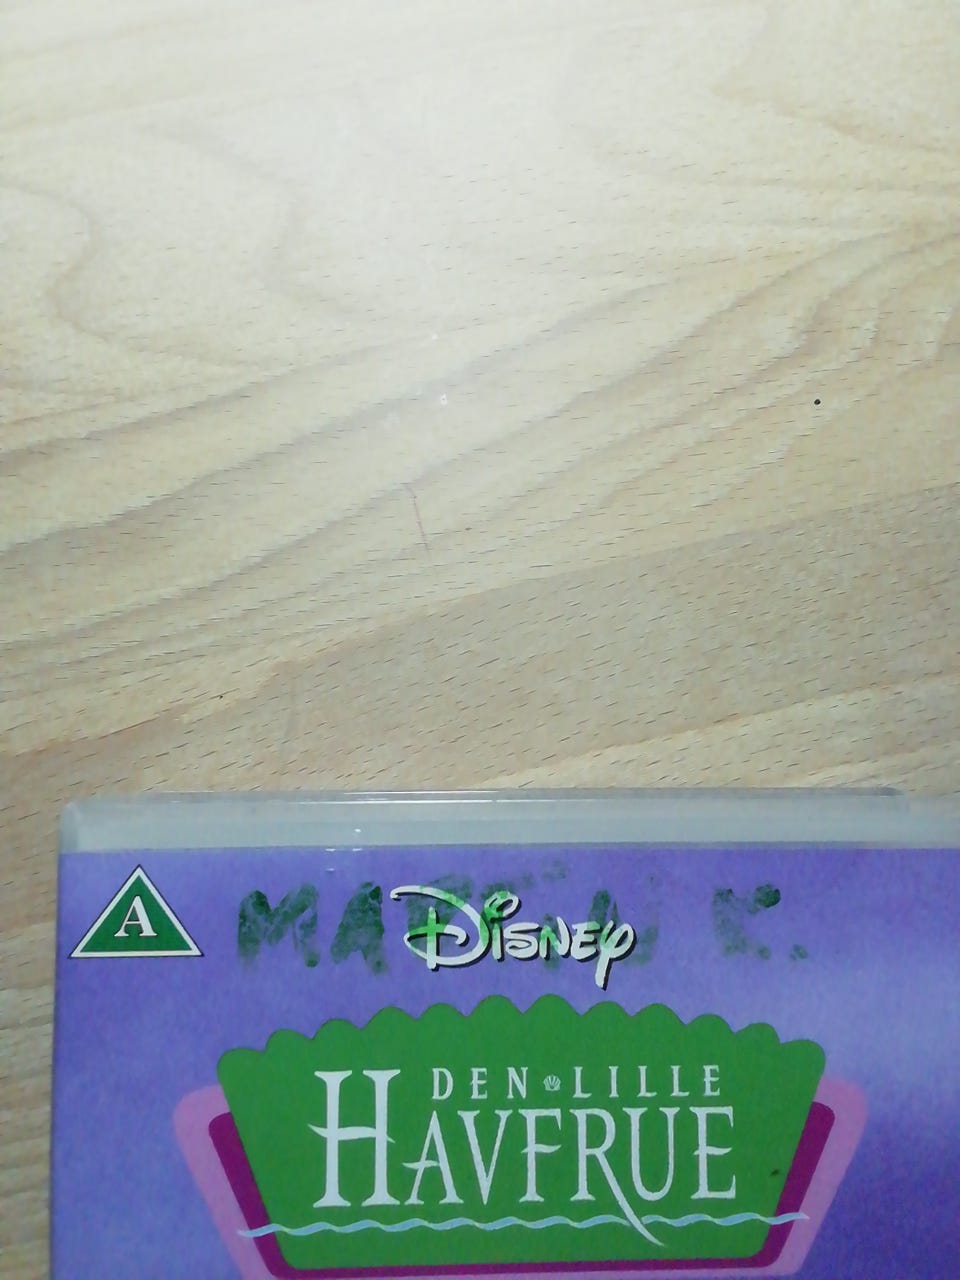 A
Disney
DEN LILLE
HAVFRUE